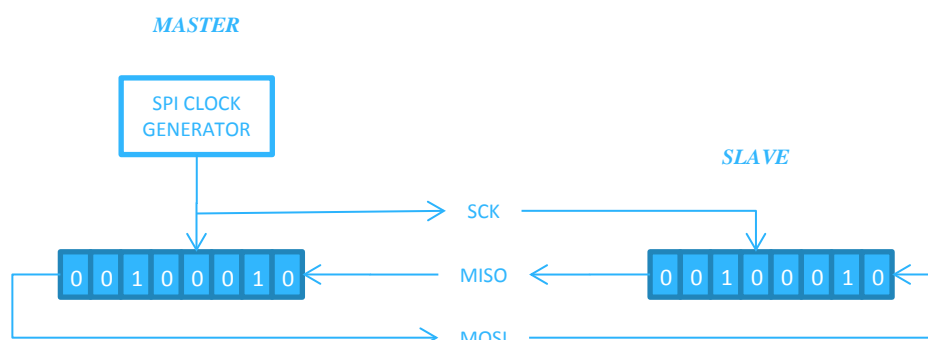 MASTER
SPI CLOCK
GENERATOR
SLAVE
SCK
0 0 1 0 0 0 1 0
MISO
0 0 1 0 0 0 1 0
MOSI